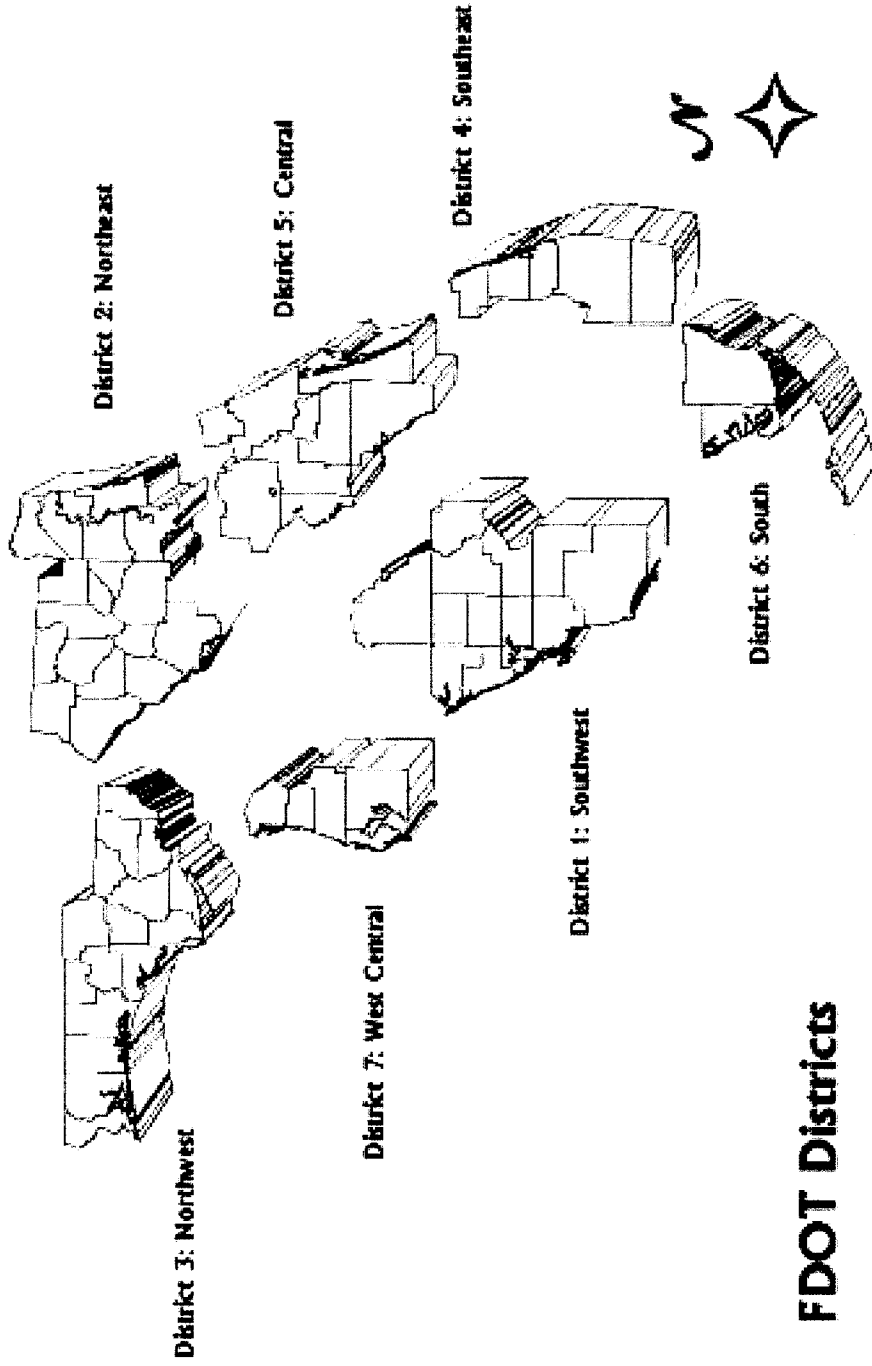 District 2: Northeast
District 5: Central
District 4: Southeast
N
District 3: Northwest
District 7: West Central
District 1: Southwest
District 6: South
FDOT Districts